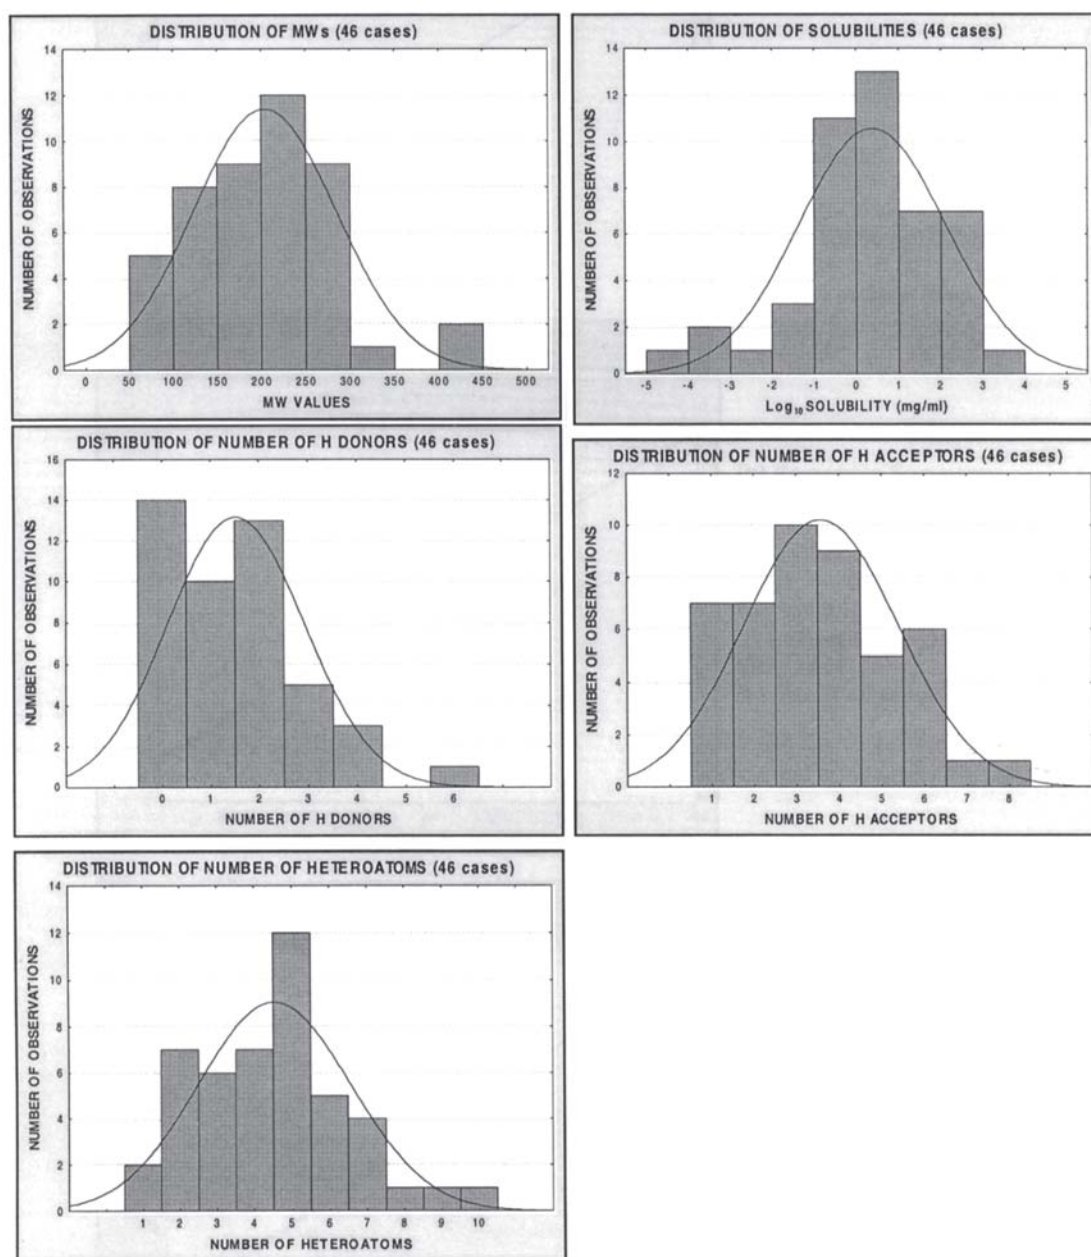 DISTRIBUTION OF MWs (46 cases)
NUMBER OF OBSERVATIONS
14
12
10
8
6
4
2
0
0 50 100 150 200 250 300 350 400 450 500
MW VALUES
DISTRIBUTION OF SOLUBILITIES (46 cases)
NUMBER OF OBSERVATIONS
14
12
10
8
6
4
2
0
-5 -4 -3 -2 -1 0 1 2 3 4 5
Log₁₀ SOLUBILITY (mg/ml)
DISTRIBUTION OF NUMBER OF H DONORS (46 cases)
NUMBER OF OBSERVATIONS
16
14
12
10
8
6
4
2
0
0 1 2 3 4 5 6
NUMBER OF H DONORS
DISTRIBUTION OF NUMBER OF H ACCEPTORS (46 cases)
NUMBER OF OBSERVATIONS
12
10
8
6
4
2
0
1 2 3 4 5 6 7 8
NUMBER OF H ACCEPTORS
DISTRIBUTION OF NUMBER OF HETEROATOMS (46 cases)
NUMBER OF OBSERVATIONS
14
12
10
8
6
4
2
0
1 2 3 4 5 6 7 8 9 10
NUMBER OF HETEROATOMS